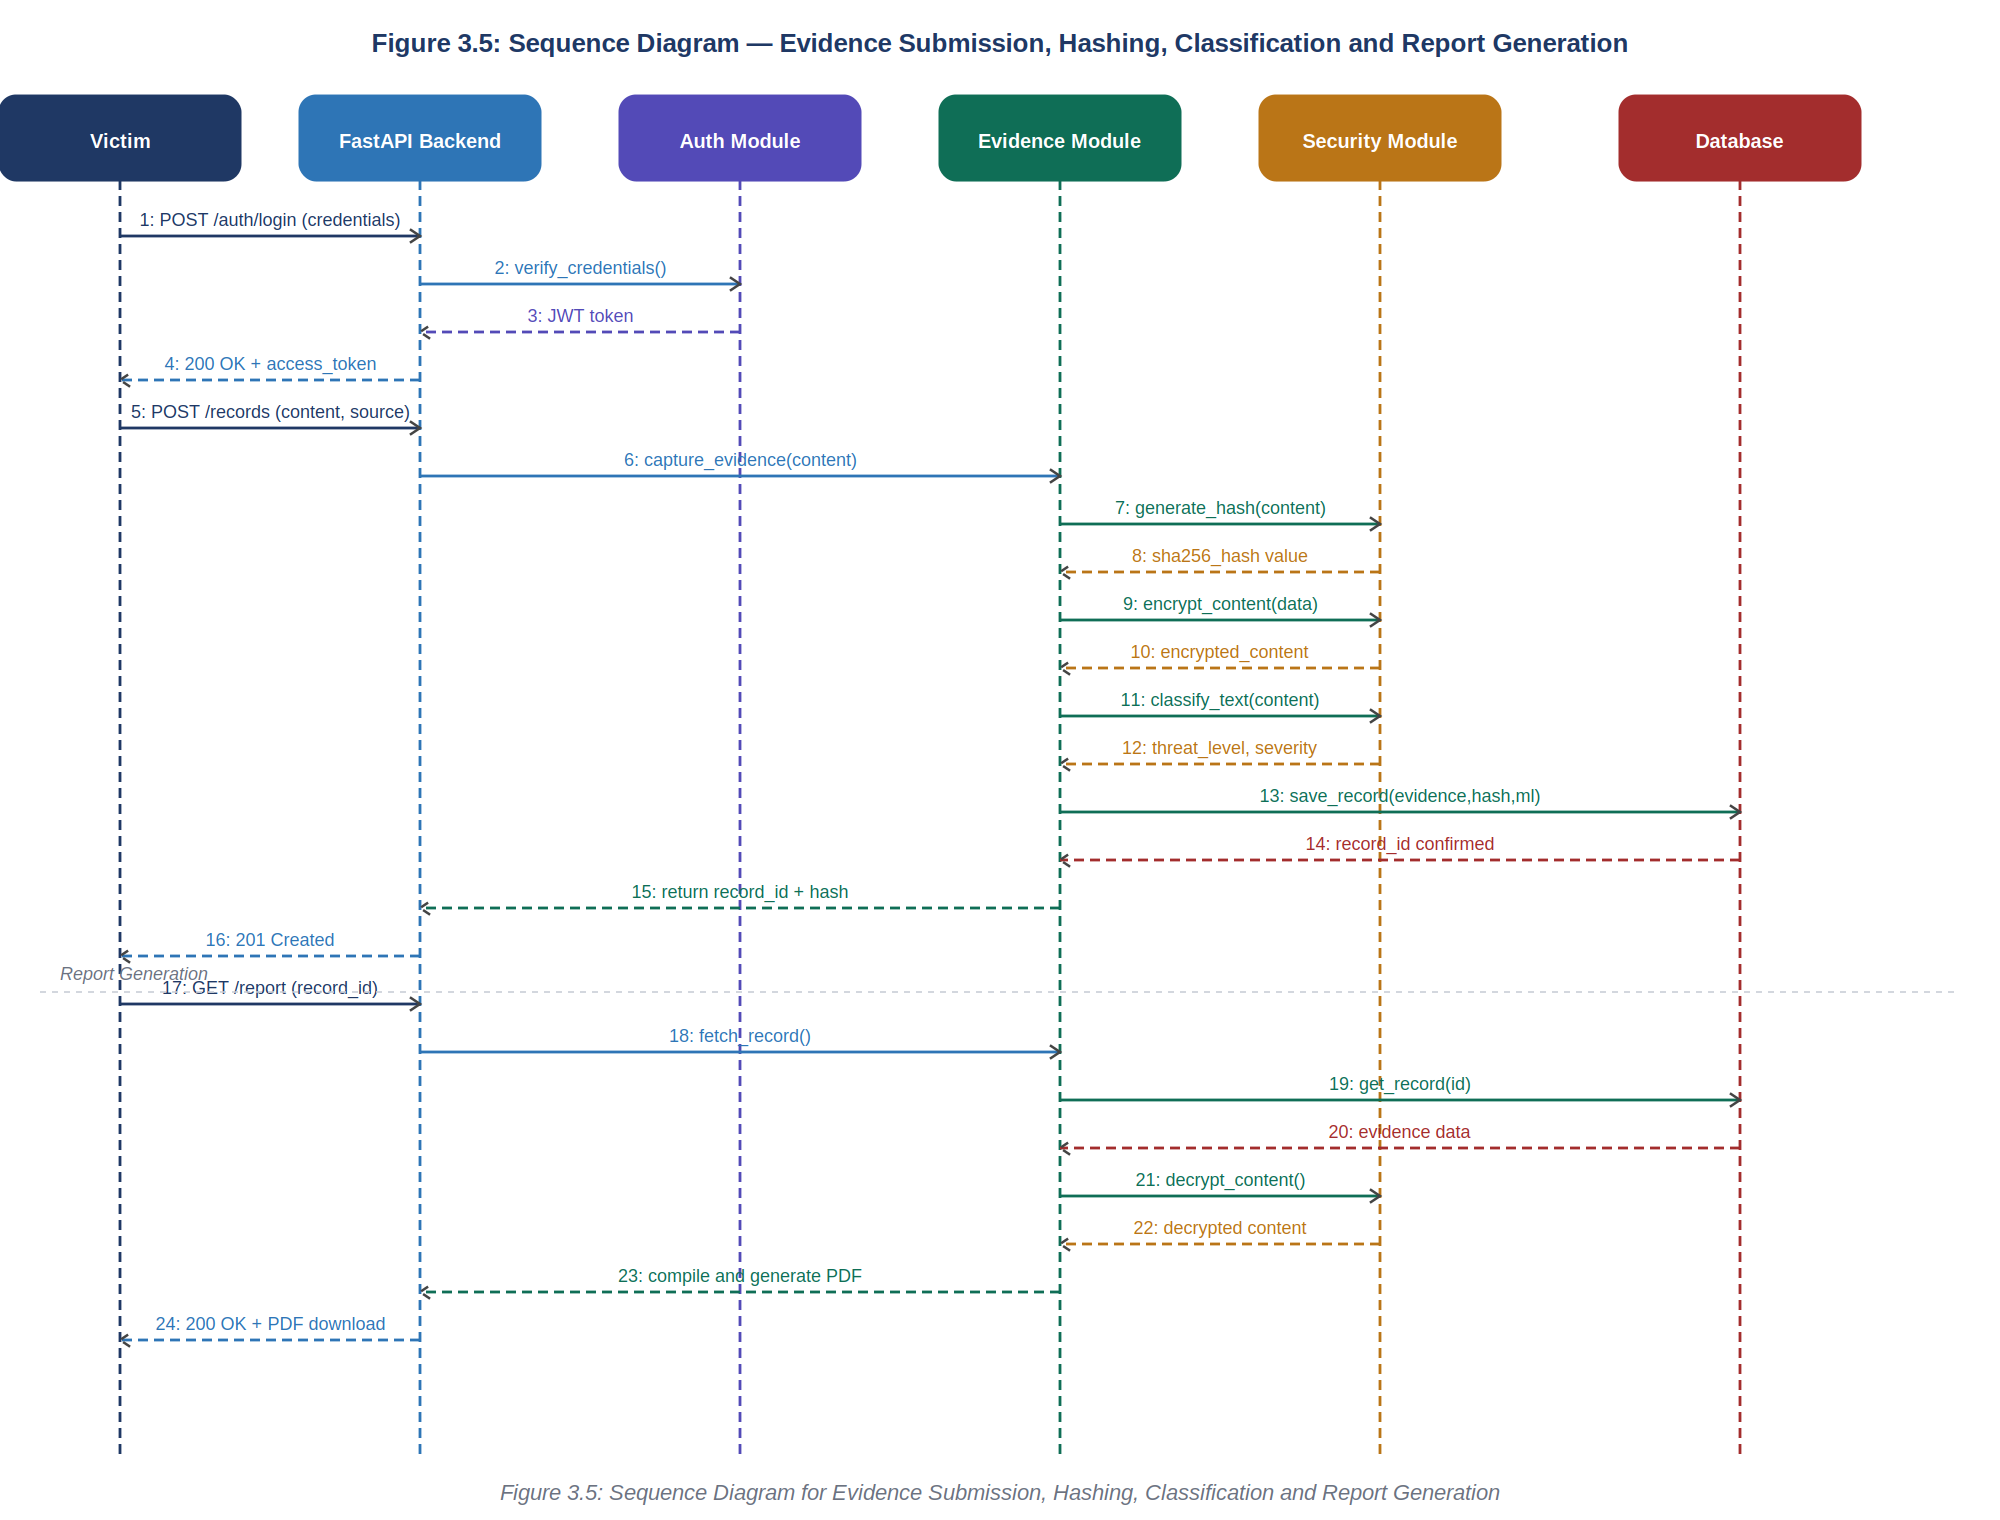 Figure 3.5: Sequence Diagram — Evidence Submission, Hashing, Classification and Report Generation
Victim
FastAPI Backend
Auth Module
Evidence Module
Security Module
Database
1: POST /auth/login (credentials)
2: verify_credentials()
3: JWT token
4: 200 OK + access_token
5: POST /records (content, source)
6: capture_evidence(content)
7: generate_hash(content)
8: sha256_hash value
9: encrypt_content(data)
10: encrypted_content
11: classify_text(content)
12: threat_level, severity
13: save_record(evidence,hash,ml)
14: record_id confirmed
15: return record_id + hash
16: 201 Created
Report Generation
17: GET /report (record_id)
18: fetch_record()
19: get_record(id)
20: evidence data
21: decrypt_content()
22: decrypted content
23: compile and generate PDF
24: 200 OK + PDF download
Figure 3.5: Sequence Diagram for Evidence Submission, Hashing, Classification and Report Generation